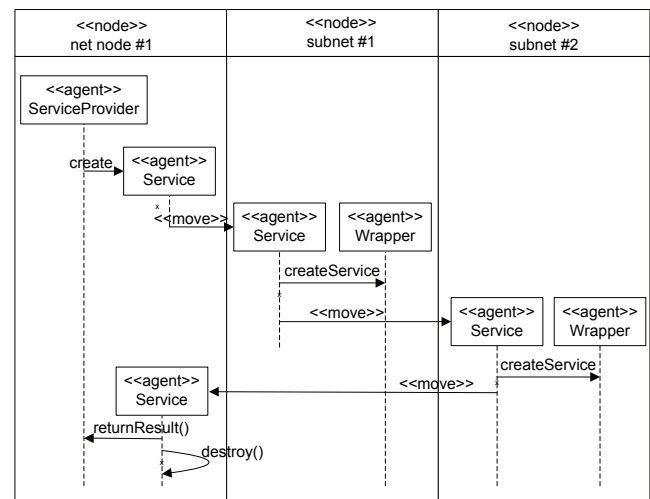 <<node>>
net node #1
<<node>>
subnet #1
<<node>>
subnet #2
<<agent>>
ServiceProvider
create
<<agent>>
Service
x
<<move>>
<<agent>>
Service
<<agent>>
Wrapper
createService
x
<<move>>
<<agent>>
Service
<<agent>>
Wrapper
createService
x
<<move>>
<<agent>>
Service
returnResult()
destroy()
x